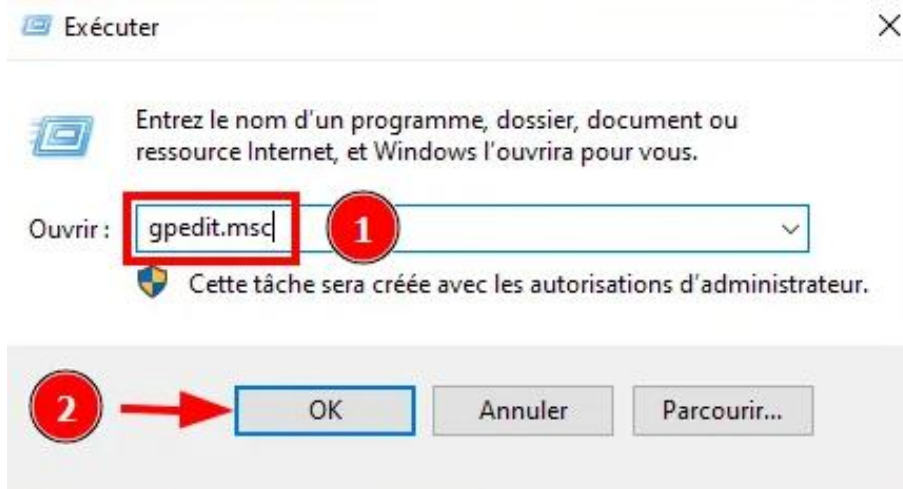 Exécuter
Entrez le nom d'un programme, dossier, document ou
ressource Internet, et Windows l'ouvrira pour vous.
Ouvrir : gpedit.msc 1
Cette tâche sera créée avec les autorisations d'administrateur.
2 OK Annuler Parcourir...